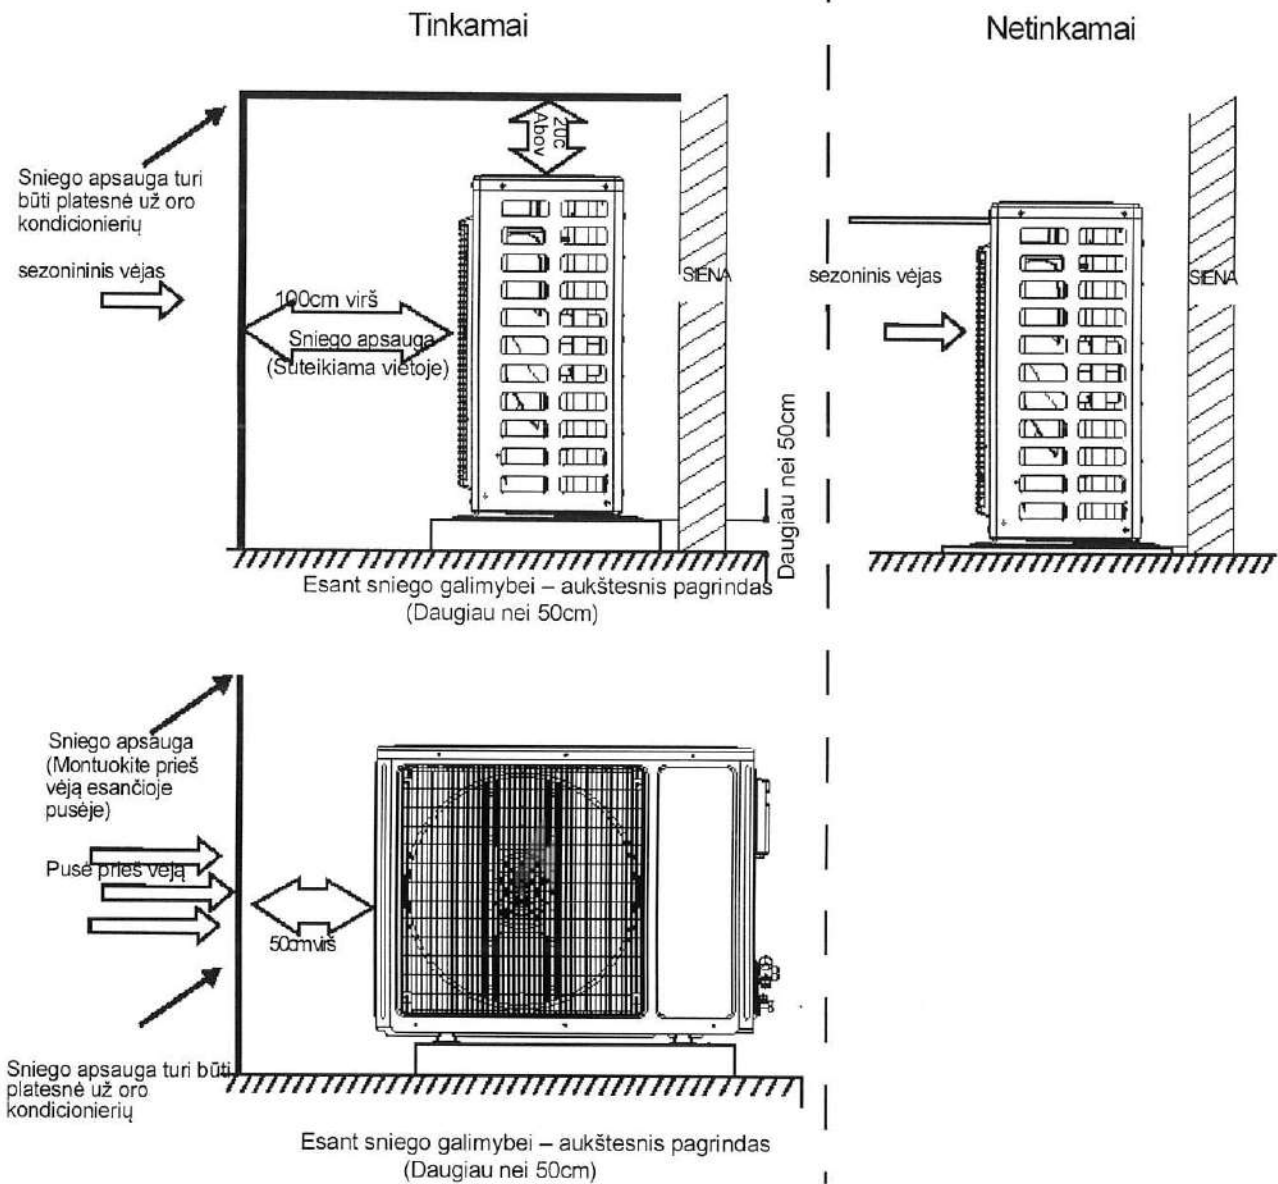 Tinkamai
Netinkamai
20c
Abov
Sniego apsauga turi
būti platesnė už oro
kondicionierių
sezonininis vėjas
100cm virš
Sniego apsauga
(Suteikiama vietoje)
SIENA
Daugiau nei 50cm
sezoninis vėjas
SIENA
Esant sniego galimybei – aukštesnis pagrindas
(Daugiau nei 50cm)
Sniego apsauga
(Montuokite prieš
vėją esančioje
pusėje)
Pusė prieš vėją
50cm virš
Sniego apsauga turi būti
platesnė už oro
kondicionierių
Esant sniego galimybei – aukštesnis pagrindas
(Daugiau nei 50cm)